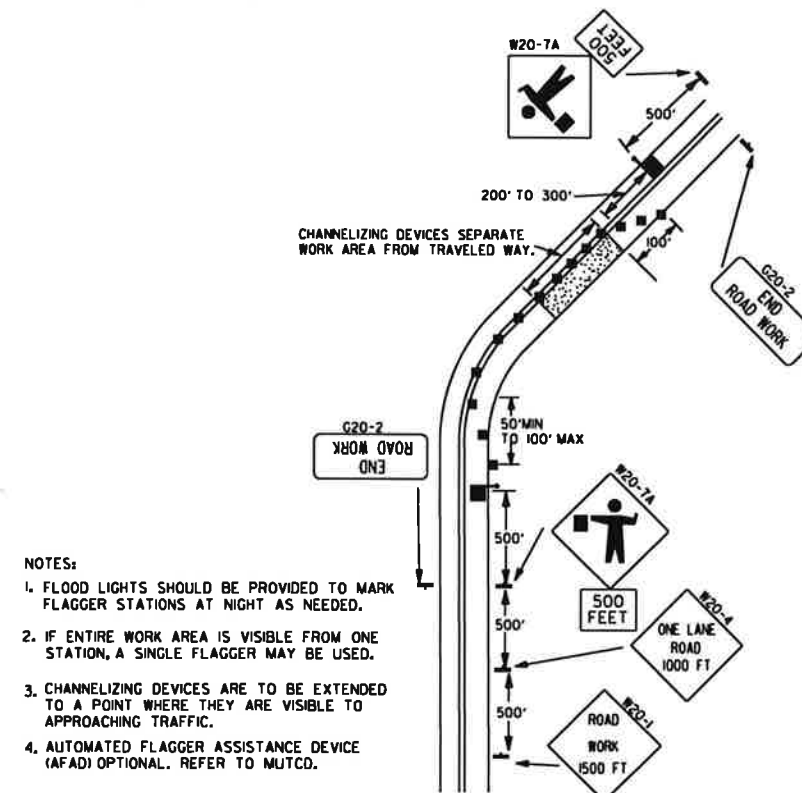 W20-7A
500
FEET
500'
200' TO 300'
CHANNELIZING DEVICES SEPARATE
WORK AREA FROM TRAVELED WAY.
100'
G20-2
END
ROAD WORK
G20-2
END
ROAD WORK
50'MIN
TO 100' MAX
W20-7A
500'
500
FEET
500'
W20-4
ONE LANE
ROAD
1000 FT
500'
W20-1
ROAD
WORK
1500 FT
NOTES:
1. FLOOD LIGHTS SHOULD BE PROVIDED TO MARK
FLAGGER STATIONS AT NIGHT AS NEEDED.
2. IF ENTIRE WORK AREA IS VISIBLE FROM ONE
STATION, A SINGLE FLAGGER MAY BE USED.
3. CHANNELIZING DEVICES ARE TO BE EXTENDED
TO A POINT WHERE THEY ARE VISIBLE TO
APPROACHING TRAFFIC.
4. AUTOMATED FLAGGER ASSISTANCE DEVICE
(AFAD) OPTIONAL. REFER TO MUTCD.